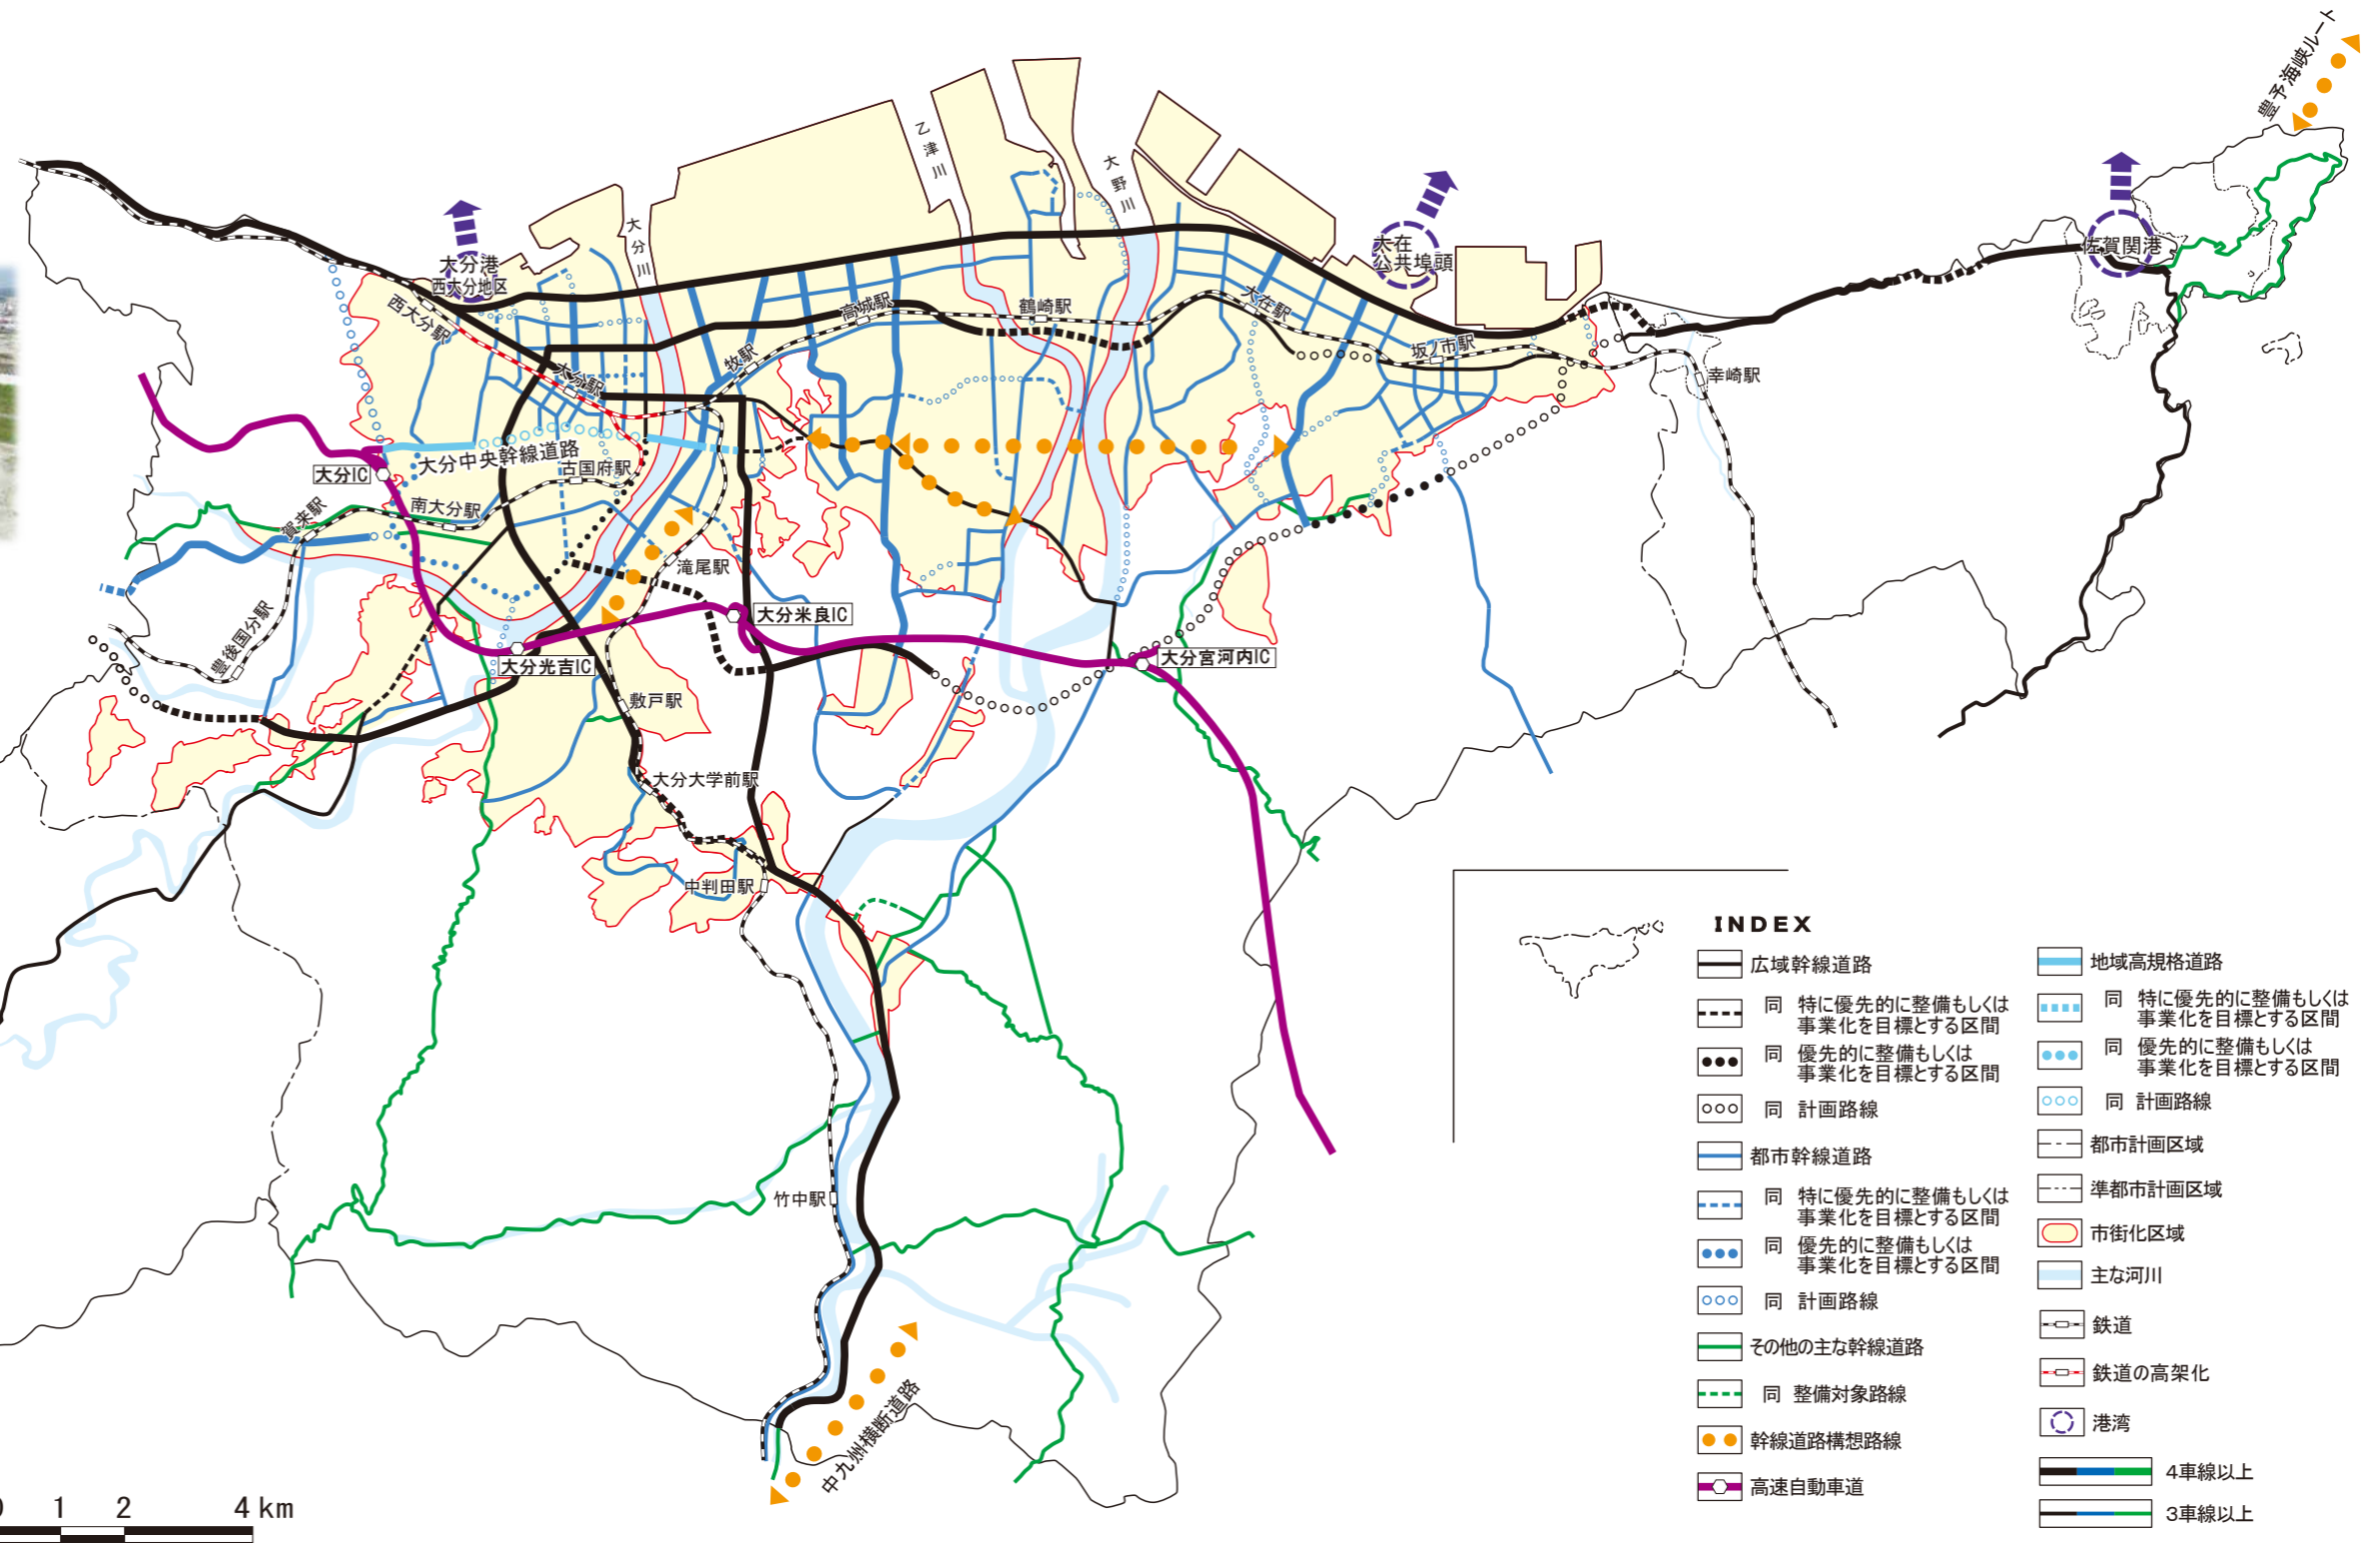 豊予海峡ルート
乙津川
大野川
大分川
大分港
西大分地区
大在
公共埠頭
佐賀関港
西大分駅
高城駅
鶴崎駅
大在駅
坂ノ市駅
幸崎駅
牧駅
大分駅
大分中央幹線道路
古国府駅
大分IC
南大分駅
賀来駅
滝尾駅
豊後国分駅
大分米良IC
大分光吉IC
大分宮河内IC
敷戸駅
大分大学前駅
中判田駅
竹中駅
中九州横断道路
1 2 4 km
INDEX
広域幹線道路
同 特に優先的に整備もしくは
事業化を目標とする区間
同 優先的に整備もしくは
事業化を目標とする区間
同 計画路線
都市幹線道路
同 特に優先的に整備もしくは
事業化を目標とする区間
同 優先的に整備もしくは
事業化を目標とする区間
同 計画路線
その他の主な幹線道路
同 整備対象路線
幹線道路構想路線
高速自動車道
地域高規格道路
同 特に優先的に整備もしくは
事業化を目標とする区間
同 優先的に整備もしくは
事業化を目標とする区間
同 計画路線
都市計画区域
準都市計画区域
市街化区域
主な河川
鉄道
鉄道の高架化
港湾
4車線以上
3車線以上